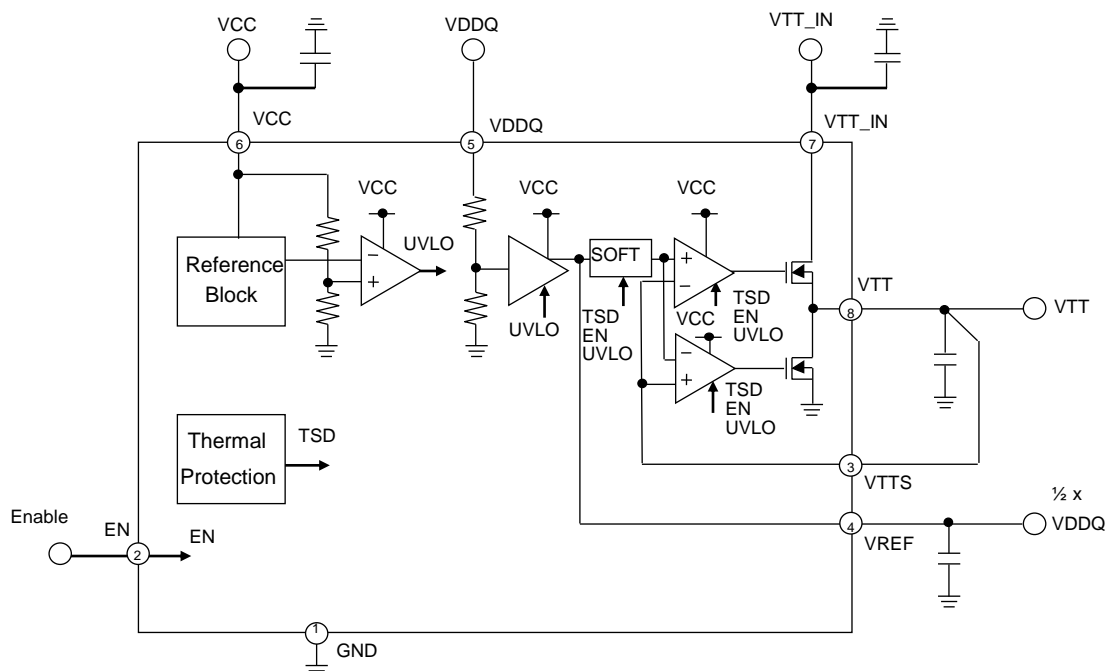 VCC
VDDQ
VTT_IN
VCC
VDDQ
VTT_IN
6
5
7
VCC
VCC
VCC
UVLO
SOFT
Reference
Block
−
+
+
−
UVLO
TSD
EN
UVLO
TSD
EN
UVLO
VCC
VTT
8
VTT
−
+
TSD
EN
UVLO
Thermal
Protection
TSD
3
VTTS
½ x
VDDQ
4
VREF
Enable
EN
2
EN
1
GND